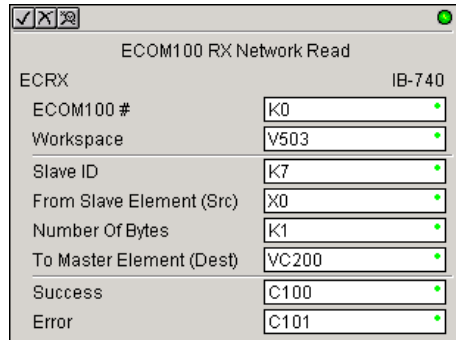 ECOM100 RX Network Read
ECRX IB-740
ECOM100 # K0
Workspace V503
Slave ID K7
From Slave Element (Src) X0
Number Of Bytes K1
To Master Element (Dest) VC200
Success C100
Error C101